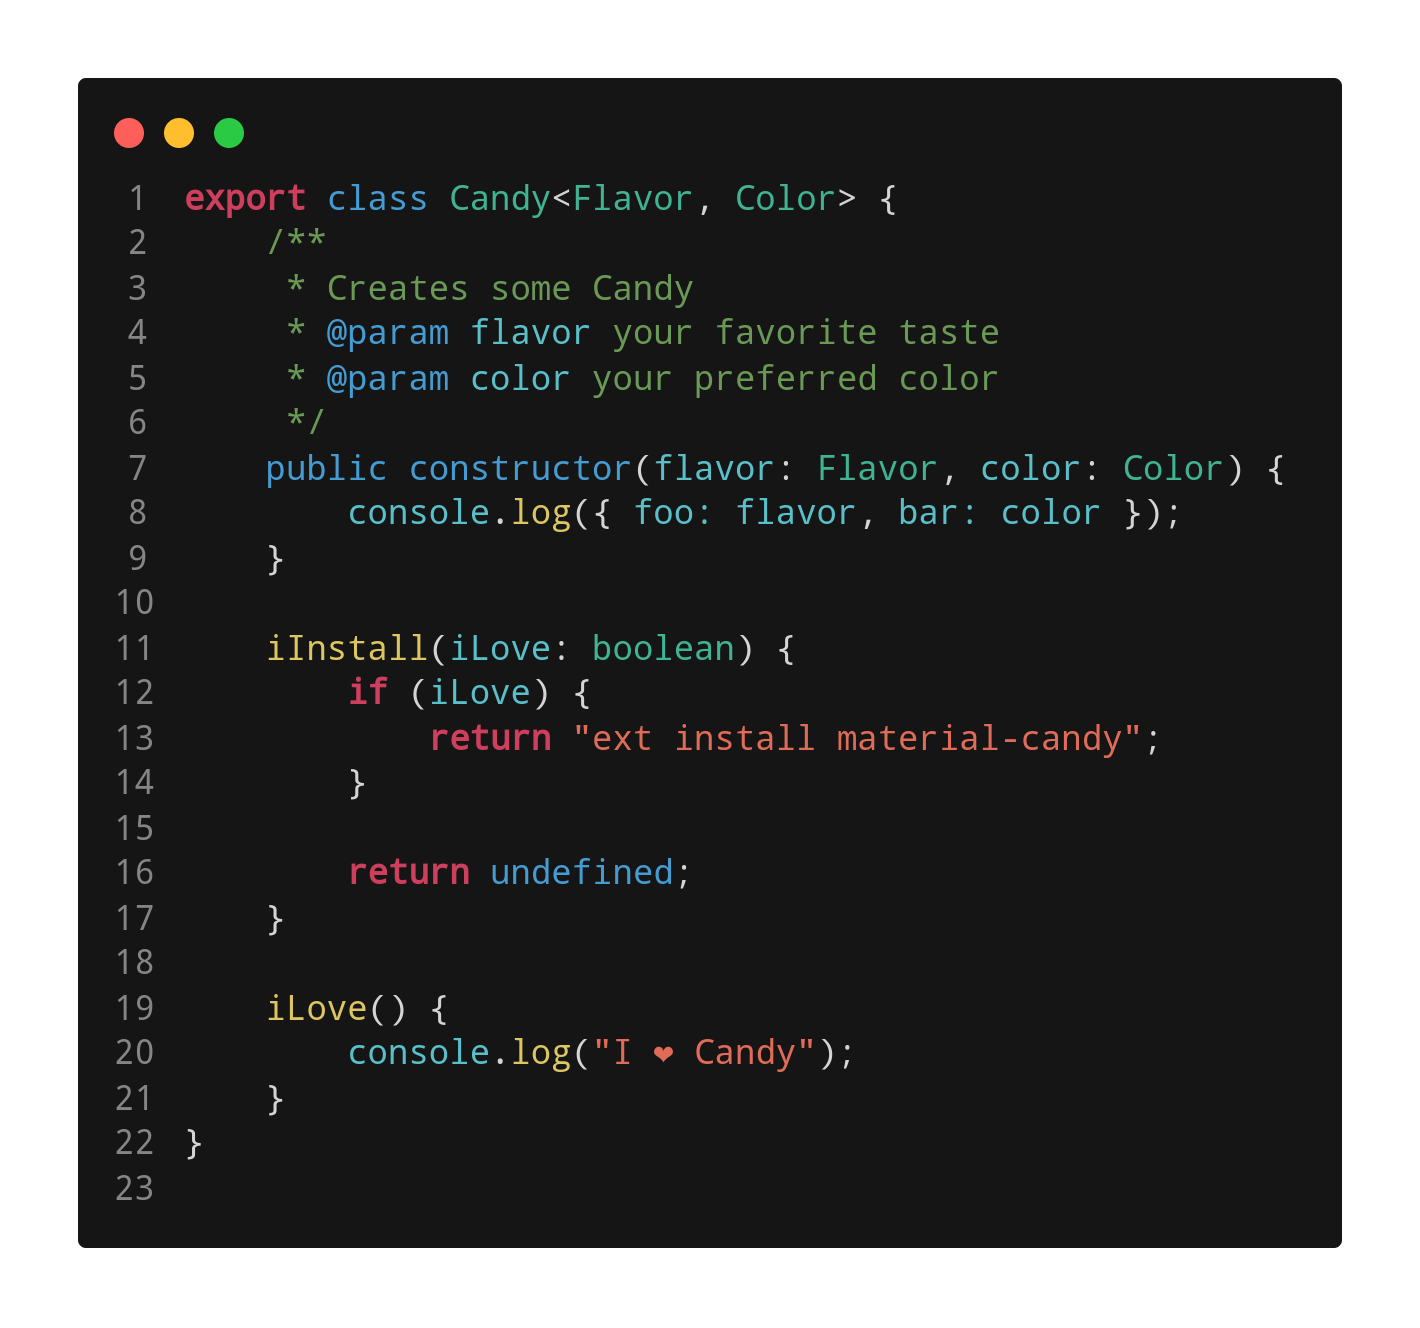 1 export class Candy<Flavor, Color> {
2     /**
3      * Creates some Candy
4      * @param flavor your favorite taste
5      * @param color your preferred color
6      */
7     public constructor(flavor: Flavor, color: Color) {
8         console.log({ foo: flavor, bar: color });
9     }
10
11     iInstall(iLove: boolean) {
12         if (iLove) {
13             return "ext install material-candy";
14         }
15
16         return undefined;
17     }
18
19     iLove() {
20         console.log("I ❤ Candy");
21     }
22 }
23